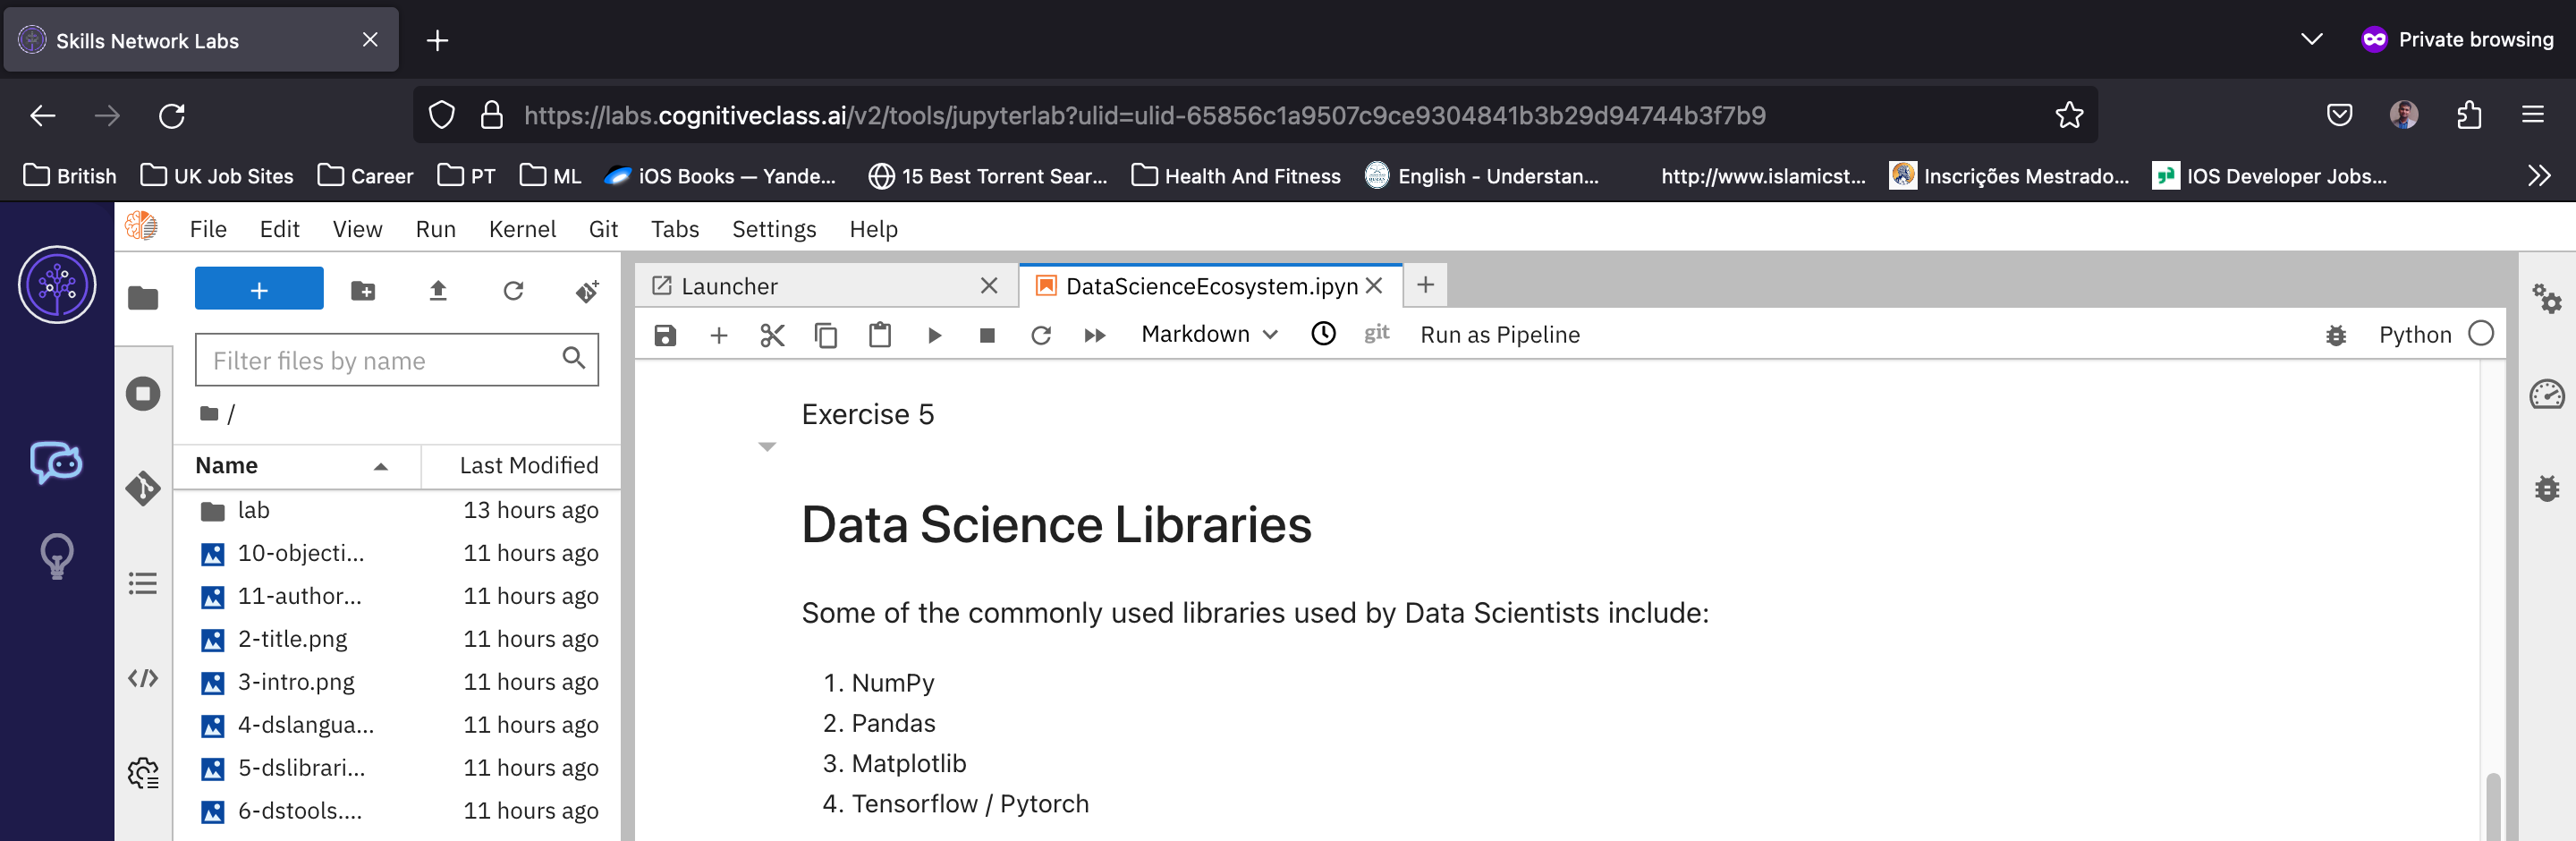 Skills Network Labs
Private browsing
https://labs.cognitiveclass.ai/v2/tools/jupyterlab?ulid=ulid-65856c1a9507c9ce9304841b3b29d94744b3f7b9
British UK Job Sites Career PT ML iOS Books — Yande... 15 Best Torrent Sear... Health And Fitness English - Understan... http://www.islamicst... Inscrições Mestrado... IOS Developer Jobs...
File Edit View Run Kernel Git Tabs Settings Help
Launcher
DataScienceEcosystem.ipyn
Markdown git Run as Pipeline Python
Filter files by name
/
Name Last Modified
lab 13 hours ago
10-objecti... 11 hours ago
11-author... 11 hours ago
2-title.png 11 hours ago
3-intro.png 11 hours ago
4-dslangua... 11 hours ago
5-dslibrari... 11 hours ago
6-dstools.... 11 hours ago
Exercise 5
Data Science Libraries
Some of the commonly used libraries used by Data Scientists include:
1. NumPy
2. Pandas
3. Matplotlib
4. Tensorflow / Pytorch